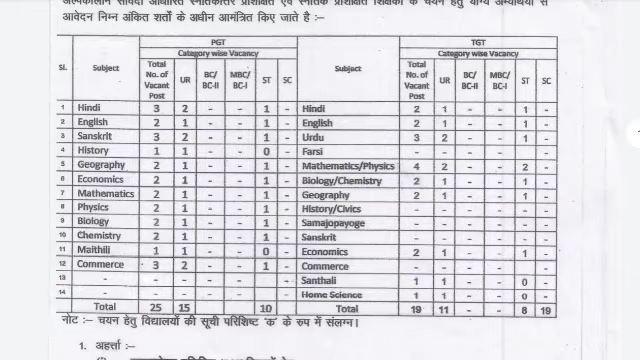 अल्पकालीन संविदा आधारित स्नातकोत्तर प्रशिक्षित एवं स्नातक प्रशिक्षित शिक्षकों के चयन हेतु योग्य अभ्यर्थियों से
आवेदन निम्न अंकित शर्तो के अधीन आमंत्रित किए जाते है :–
PGT TGT
Category wise Vacancy Category wise Vacancy
Sl. Subject Total No. of Vacant Post UR BC/ BC-II MBC/ BC-I ST SC Subject Total No. of Vacant Post UR BC/ BC-II MBC/ BC-I ST SC
1 Hindi 3 2 - - 1 - Hindi 2 1 - - 1 -
2 English 2 1 - - 1 - English 2 1 - - 1 -
3 Sanskrit 3 2 - - 1 - Urdu 3 2 - - 1 -
4 History 1 1 - - 0 - Farsi - - - - - -
5 Geography 2 1 - - 1 - Mathematics/Physics 4 2 - - 2 -
6 Economics 2 1 - - 1 - Biology/Chemistry 2 1 - - 1 -
7 Mathematics 2 1 - - 1 - Geography 2 1 - - 1 -
8 Physics 2 1 - - 1 - History/Civics - - - - - -
9 Biology 2 1 - - 1 - Samajopayoge - - - - - -
10 Chemistry 2 1 - - 1 - Sanskrit - - - - - -
11 Maithili 1 1 - - 0 - Economics 2 1 - - 1 -
12 Commerce 3 2 - - 1 - Commerce - - - - - -
13 - - - - - - - Santhali 1 1 - - 0 -
14 - - - - - - - Home Science 1 1 - - 0 -
Total 25 15 10 Total 19 11 - - 8 19
नोट :– चयन हेतु विद्यालयों की सूची परिशिष्ट 'क' के रुप में संलग्न।
1. अहर्त्ता :–